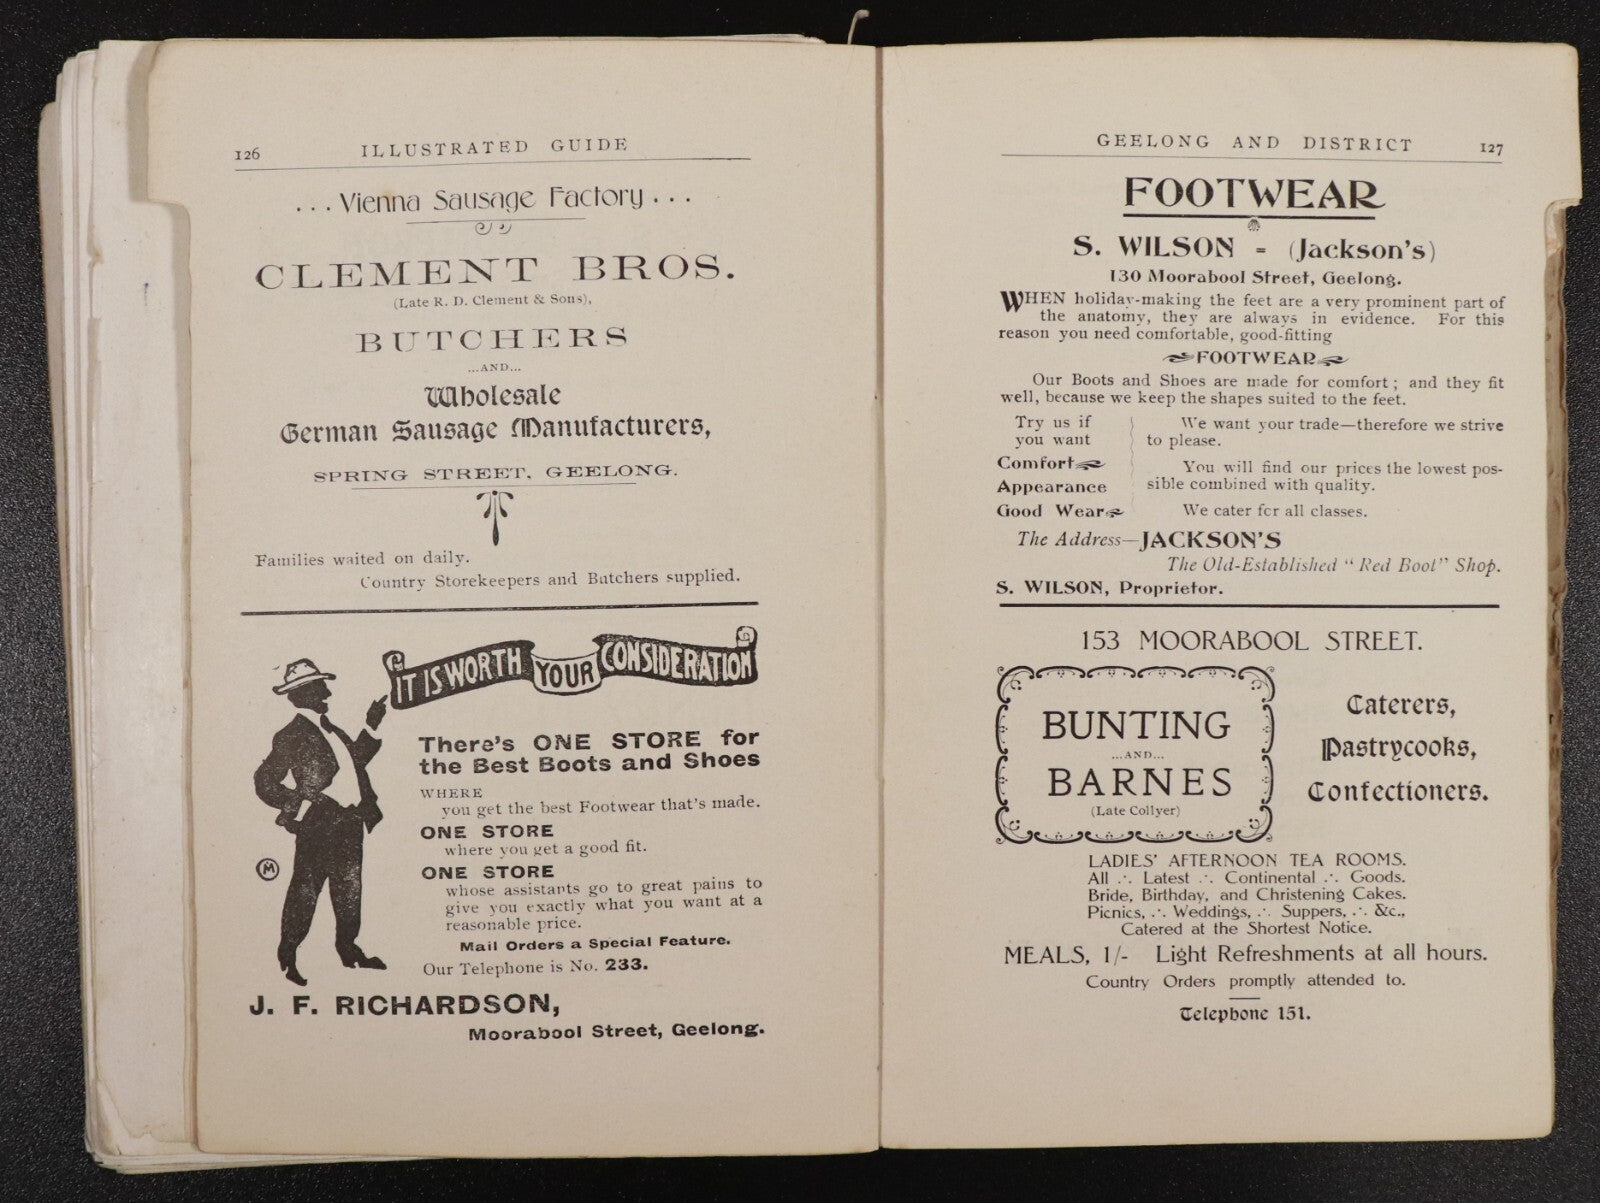 126 ILLUSTRATED GUIDE
... Vienna Sausage Factory ...
CLEMENT BROS.
(Late R. D. Clement & Sons),
BUTCHERS
...AND...
Wholesale
German Sausage Manufacturers,
SPRING STREET, GEELONG.
Families waited on daily.
Country Storekeepers and Butchers supplied.
IT IS WORTH YOUR CONSIDERATION
There's ONE STORE for
the Best Boots and Shoes
WHERE
you get the best Footwear that's made.
ONE STORE
where you get a good fit.
ONE STORE
whose assistants go to great pains to
give you exactly what you want at a
reasonable price.
Mail Orders a Special Feature.
Our Telephone is No. 233.
M
J. F. RICHARDSON,
Moorabool Street, Geelong.
GEELONG AND DISTRICT 127
FOOTWEAR
S. WILSON = (Jackson's)
130 Moorabool Street, Geelong.
WHEN holiday-making the feet are a very prominent part of
the anatomy, they are always in evidence. For this
reason you need comfortable, good-fitting
FOOTWEAR
Our Boots and Shoes are made for comfort; and they fit
well, because we keep the shapes suited to the feet.
Try us if
you want
Comfort
Appearance
Good Wear
We want your trade—therefore we strive
to please.
You will find our prices the lowest pos-
sible combined with quality.
We cater for all classes.
The Address—JACKSON'S
The Old-Established "Red Boot" Shop.
S. WILSON, Proprietor.
153 MOORABOOL STREET.
BUNTING
...AND...
BARNES
(Late Collyer)
Caterers,
Pastrycooks,
Confectioners.
LADIES' AFTERNOON TEA ROOMS.
All ∴ Latest ∴ Continental ∴ Goods.
Bride, Birthday, and Christening Cakes.
Picnics, ∴ Weddings, ∴ Suppers, ∴ &c.,
Catered at the Shortest Notice.
MEALS, 1/- Light Refreshments at all hours.
Country Orders promptly attended to.
Telephone 151.